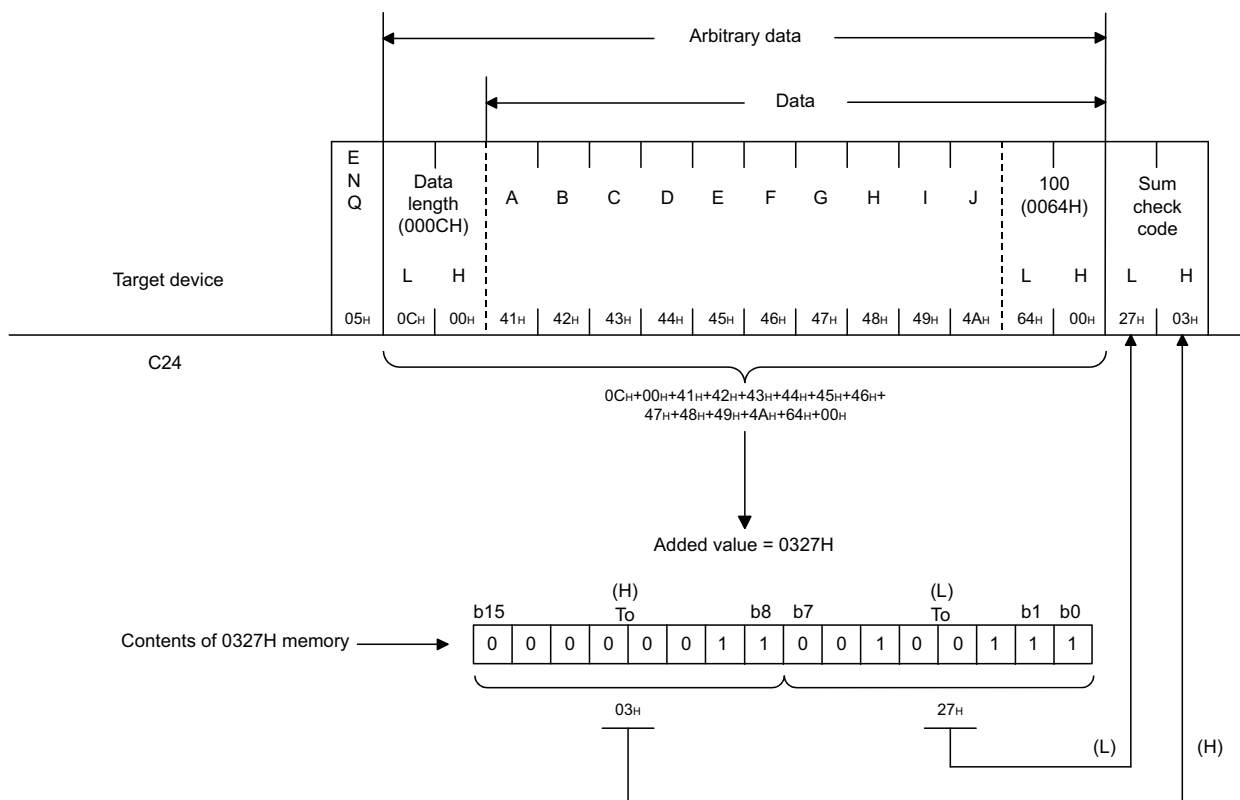 Arbitrary data
Data
E
N
Q
Data
length
(000CH)
A B C D E F G H I J
100
(0064H)
Sum
check
code
Target device
L H L H L H
05H 0CH 00H 41H 42H 43H 44H 45H 46H 47H 48H 49H 4AH 64H 00H 27H 03H
C24
0CH+00H+41H+42H+43H+44H+45H+46H+
47H+48H+49H+4AH+64H+00H
Added value = 0327H
(H) (L)
b15 To b8 b7 To b1 b0
Contents of 0327H memory
0 0 0 0 0 0 1 1 0 0 1 0 0 1 1 1
03H 27H
(L) (H)